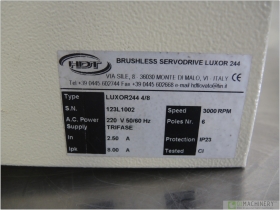 BRUSHLESS SERVODRIVE LUXOR 244
VIA SILE, 8 - 36030 MONTE DI MALO, VI - ITALY
Type LUXOR244 4/8
S.N. 123L1002 Speed 3000 RPM
A.C. Power 220 V 50/60 Hz Poles Nr. 6
Supply TRIFASE
In 2.50 A Protection IP23
Ipk 8.00 A Tested CI